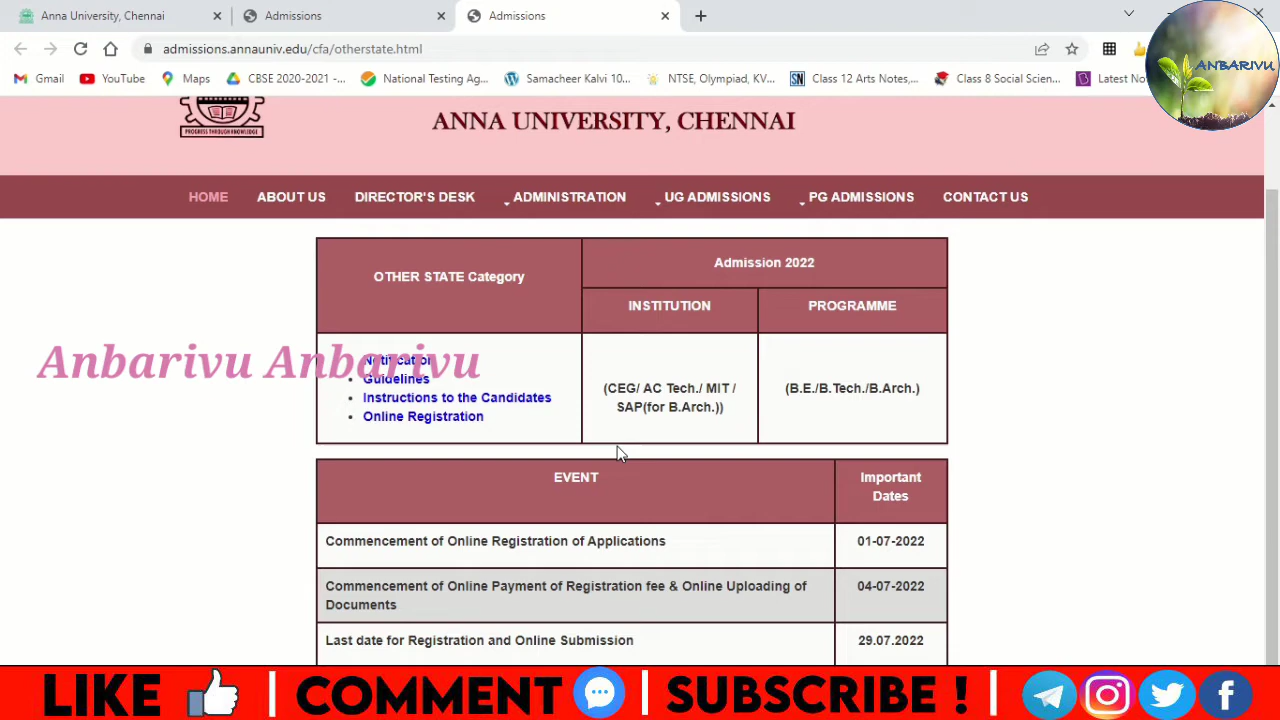 Anna University, Chennai
Admissions
Admissions
admissions.annauniv.edu/cfa/otherstate.html
Gmail
YouTube
Maps
CBSE 2020-2021 -...
National Testing Ag...
Samacheer Kalvi 10...
NTSE, Olympiad, KV...
Class 12 Arts Notes,...
Class 8 Social Scien...
Latest No
ANBARIVU
PROGRESS THROUGH KNOWLEDGE
ANNA UNIVERSITY, CHENNAI
HOME
ABOUT US
DIRECTOR'S DESK
ADMINISTRATION
UG ADMISSIONS
PG ADMISSIONS
CONTACT US
OTHER STATE Category
Admission 2022
INSTITUTION
PROGRAMME
Anbarivu Anbarivu
Notification
Guidelines
Instructions to the Candidates
Online Registration
(CEG/ AC Tech./ MIT /
SAP(for B.Arch.))
(B.E./B.Tech./B.Arch.)
EVENT
Important
Dates
Commencement of Online Registration of Applications
01-07-2022
Commencement of Online Payment of Registration fee & Online Uploading of
Documents
04-07-2022
Last date for Registration and Online Submission
29.07.2022
LIKE | COMMENT | SUBSCRIBE ! |